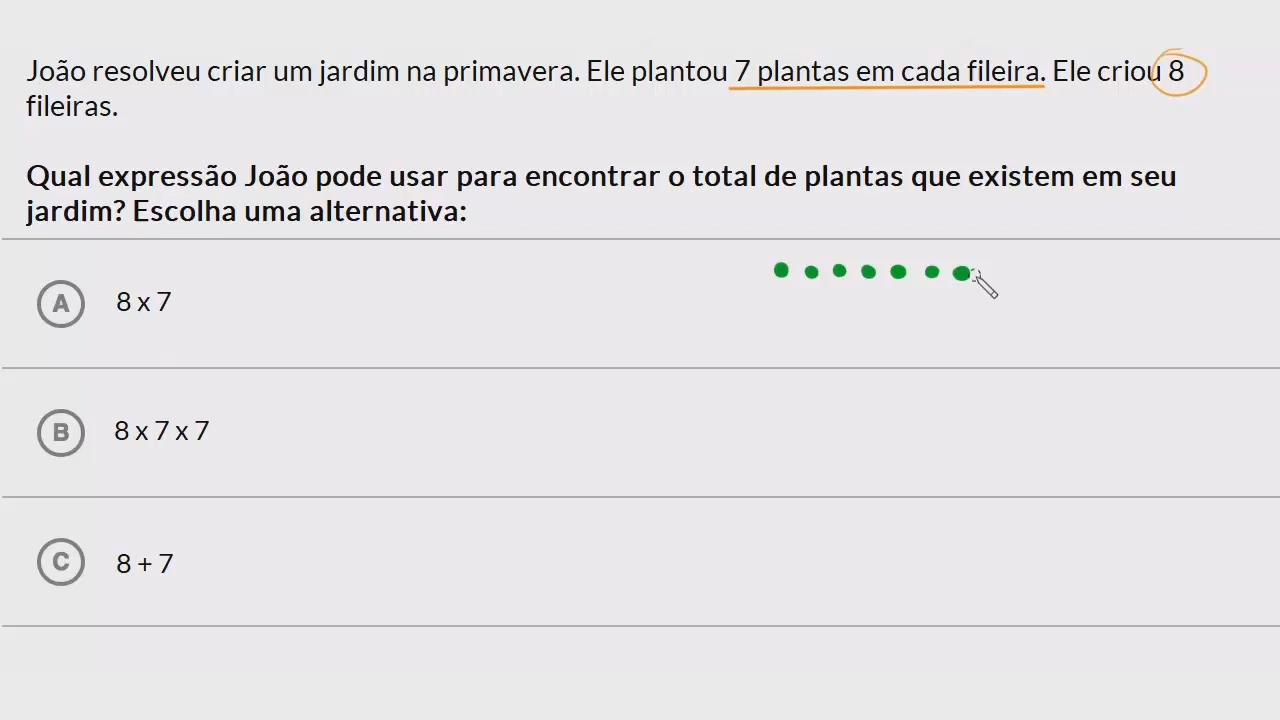 João resolveu criar um jardim na primavera. Ele plantou 7 plantas em cada fileira. Ele criou 8
fileiras.
Qual expressão João pode usar para encontrar o total de plantas que existem em seu
jardim? Escolha uma alternativa:
A 8 x 7
B 8 x 7 x 7
C 8 + 7